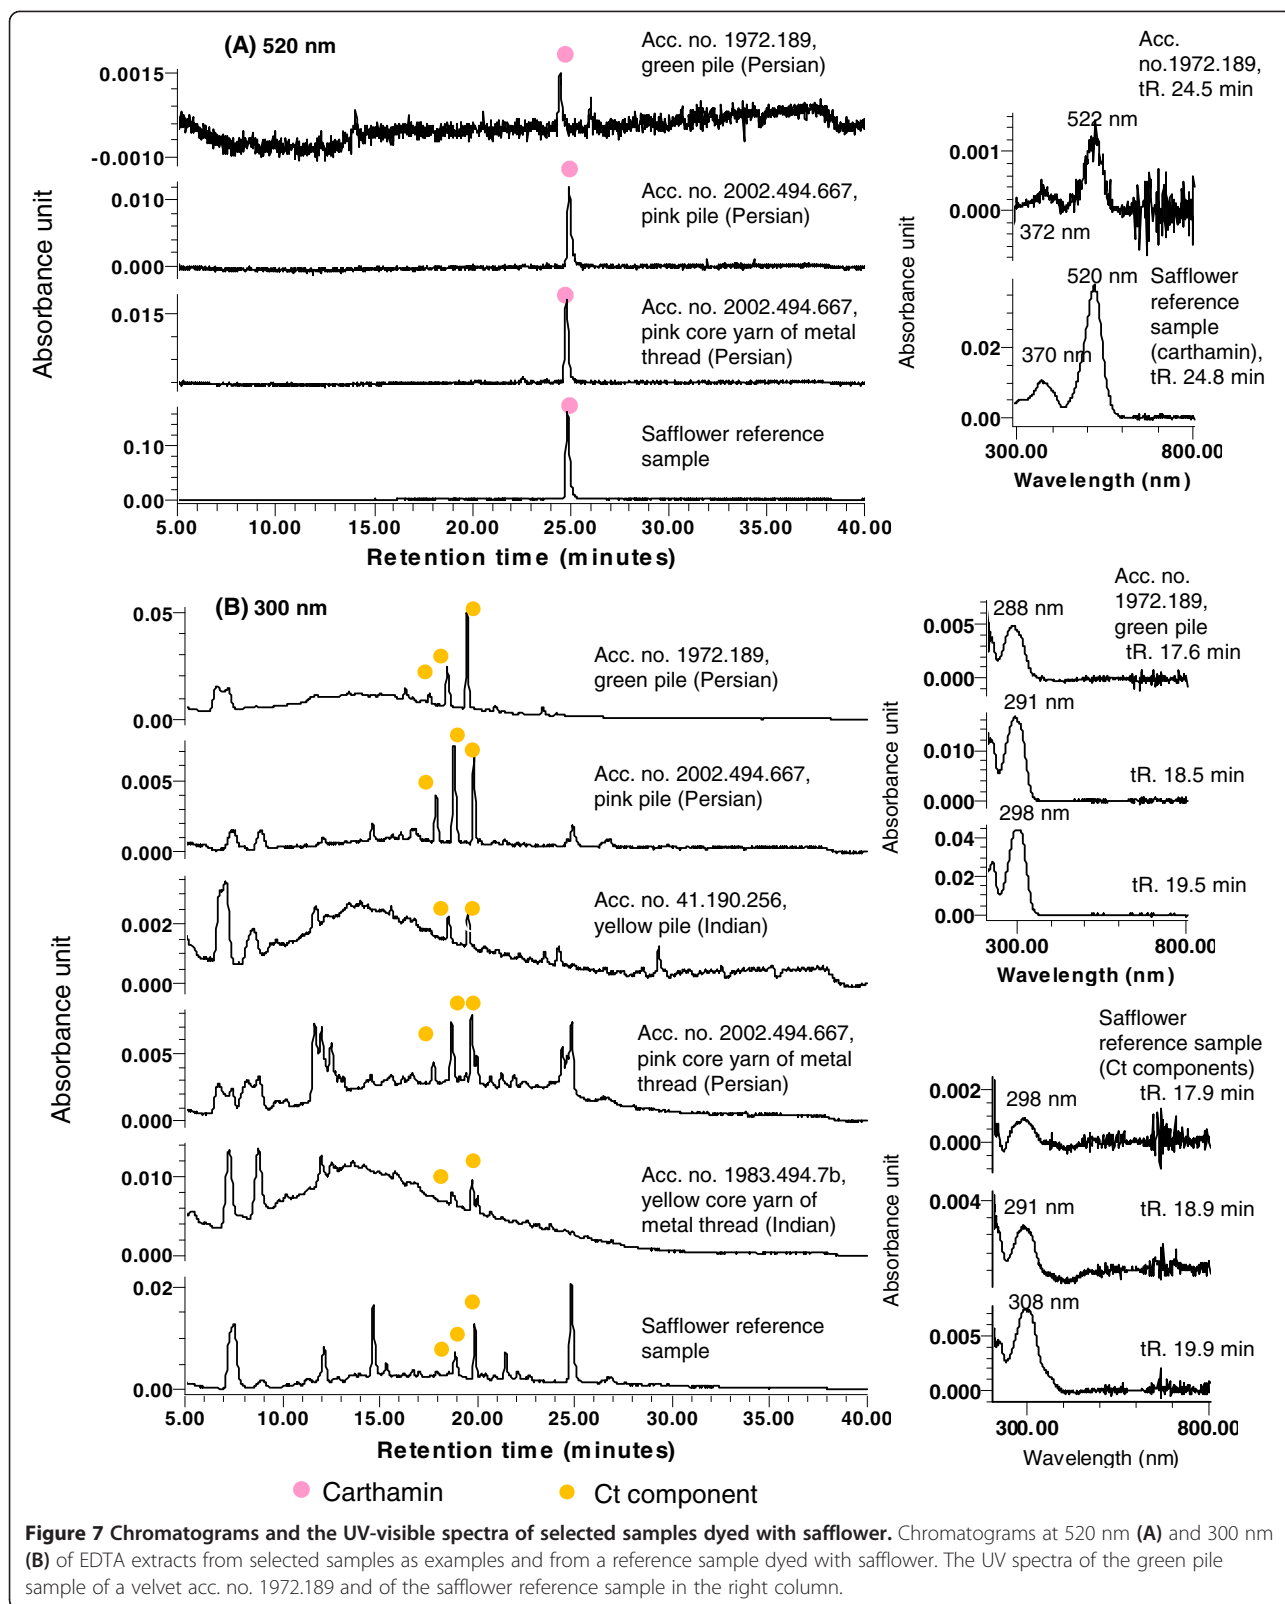 (A) 520 nm
Acc. no. 1972.189,
green pile (Persian)
0.0015
-0.0010
Acc. no. 2002.494.667,
pink pile (Persian)
0.010
0.000
Acc. no. 2002.494.667,
pink core yarn of metal
thread (Persian)
0.015
Safflower reference
sample
0.10
0.00
Absorbance unit
5.00 10.00 15.00 20.00 25.00 30.00 35.00 40.00
Retention time (minutes)
Acc.
no.1972.189,
tR. 24.5 min
522 nm
0.001
0.000
372 nm
520 nm
Safflower
reference
sample
(carthamin),
tR. 24.8 min
370 nm
0.02
0.00
Absorbance unit
300.00 800.00
Wavelength (nm)
(B) 300 nm
0.05
0.00
Acc. no. 1972.189,
green pile (Persian)
0.005
0.000
Acc. no. 2002.494.667,
pink pile (Persian)
0.002
0.000
Acc. no. 41.190.256,
yellow pile (Indian)
0.005
0.000
Acc. no. 2002.494.667,
pink core yarn of metal
thread (Persian)
0.010
0.000
Acc. no. 1983.494.7b,
yellow core yarn of
metal thread (Indian)
0.02
0.00
Safflower reference
sample
Absorbance unit
5.00 10.00 15.00 20.00 25.00 30.00 35.00 40.00
Retention time (minutes)
Acc. no.
1972.189,
green pile
tR. 17.6 min
288 nm
0.005
0.000
291 nm
0.010
0.000
tR. 18.5 min
298 nm
0.04
0.02
0.00
tR. 19.5 min
Absorbance unit
300.00 800.00
Wavelength (nm)
Safflower
reference sample
(Ct components)
tR. 17.9 min
298 nm
0.002
0.000
291 nm
0.004
tR. 18.9 min
308 nm
0.005
0.000
tR. 19.9 min
Absorbance unit
300.00 800.00
Wavelength (nm)
Carthamin
Ct component
Figure 7 Chromatograms and the UV-visible spectra of selected samples dyed with safflower. Chromatograms at 520 nm (A) and 300 nm
(B) of EDTA extracts from selected samples as examples and from a reference sample dyed with safflower. The UV spectra of the green pile
sample of a velvet acc. no. 1972.189 and of the safflower reference sample in the right column.